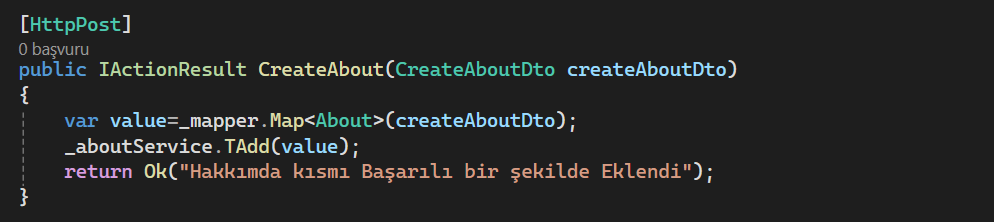 [HttpPost]
0 başvuru
public IActionResult CreateAbout(CreateAboutDto createAboutDto)
{
var value=_mapper.Map<About>(createAboutDto);
_aboutService.TAdd(value);
return Ok("Hakkımda kısmı Başarılı bir şekilde Eklendi");
}